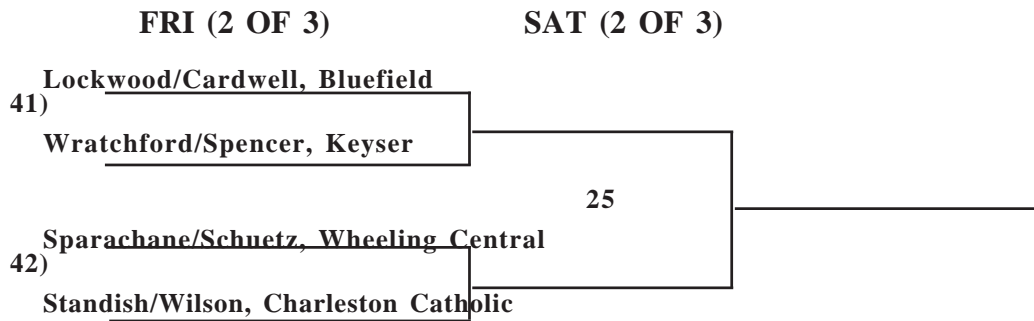 FRI (2 OF 3) SAT (2 OF 3)
Lockwood/Cardwell, Bluefield
41)
Wratchford/Spencer, Keyser
25
Sparachane/Schuetz, Wheeling Central
42)
Standish/Wilson, Charleston Catholic